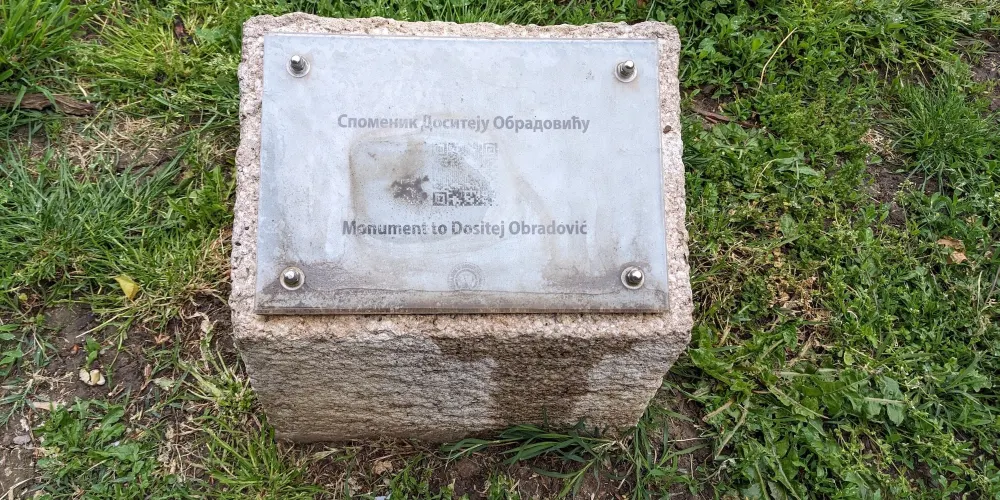 Споменик Доситеју Обрадовићу
Monument to Dositej Obradović